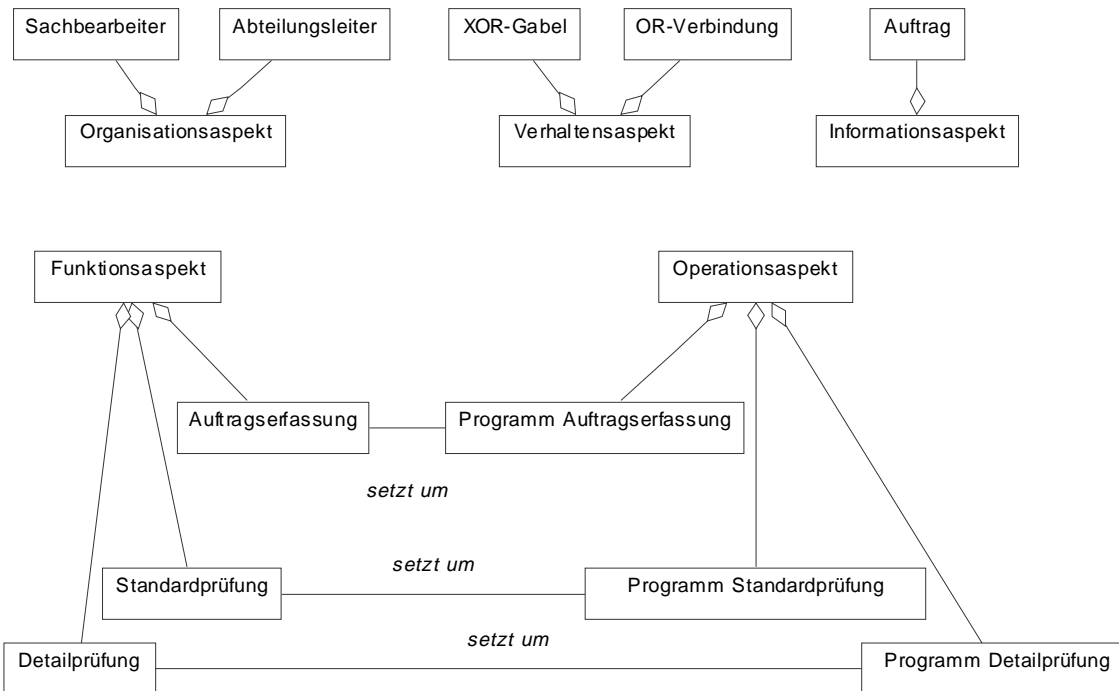 Sachbearbeiter
Abteilungsleiter
XOR-Gabel
OR-Verbindung
Auftrag
Organisationsaspekt
Verhaltensaspekt
Informationsaspekt
Funktionsaspekt
Operationsaspekt
Auftragserfassung
Programm Auftragserfassung
setzt um
setzt um
Standardprüfung
Programm Standardprüfung
setzt um
Detailprüfung
Programm Detailprüfung